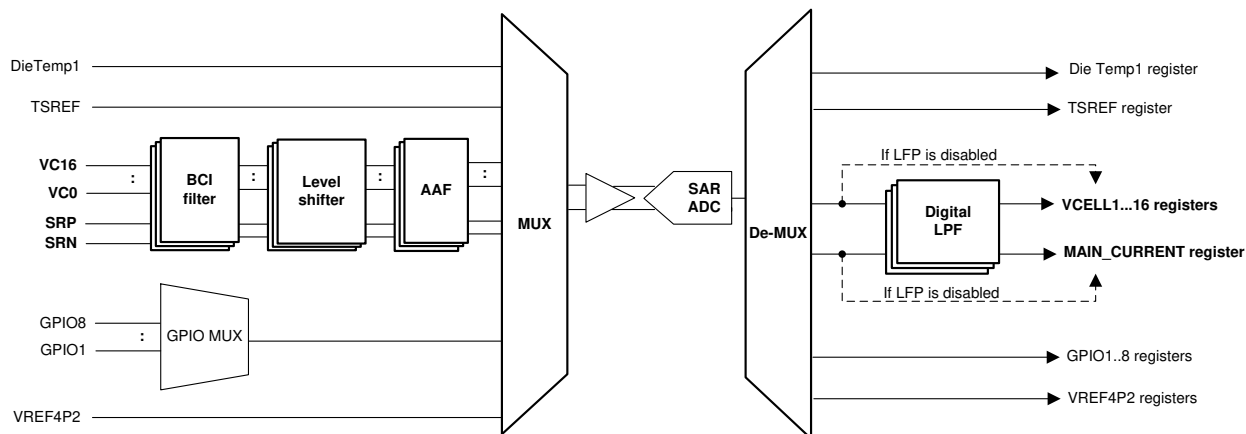 DieTemp1
TSREF
VC16
:
VC0
SRP
SRN
BCI
filter
:
Level
shifter
:
AAF
:
GPIO8
:
GPIO1
GPIO MUX
VREF4P2
MUX
SAR
ADC
De-MUX
Die Temp1 register
TSREF register
If LFP is disabled
Digital
LPF
VCELL1...16 registers
MAIN_CURRENT register
If LFP is disabled
GPIO1..8 registers
VREF4P2 registers